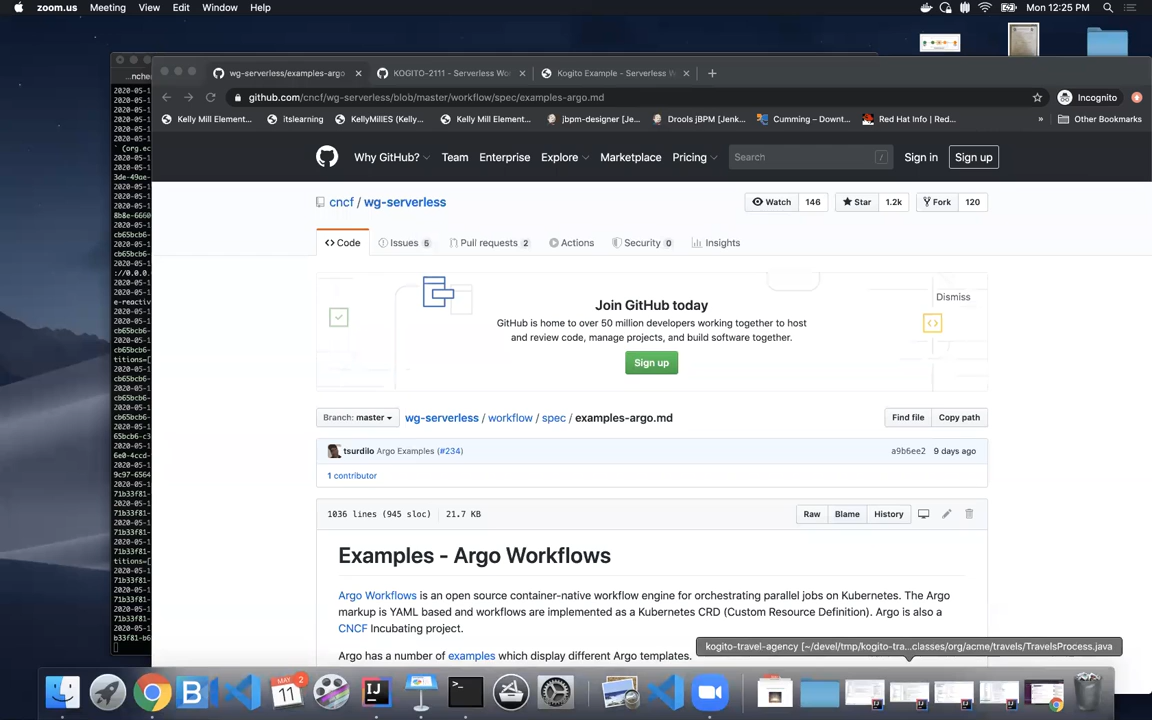 zoom.us Meeting View Edit Window Help Mon 12:25 PM
wg-serverless/examples-argo KOGITO-2111 - Serverless Wo Kogito Example - Serverless W
github.com/cncf/wg-serverless/blob/master/workflow/spec/examples-argo.md Incognito
Kelly Mill Element... itslearning KellyMillES (Kelly... Kelly Mill Element... jbpm-designer [Je... Drools jBPM [Jenk... Cumming – Downt... Red Hat Info | Red... » Other Bookmarks
Why GitHub? Team Enterprise Explore Marketplace Pricing Search / Sign in Sign up
cncf / wg-serverless Watch 146 Star 1.2k Fork 120
Code Issues 5 Pull requests 2 Actions Security 0 Insights
Dismiss
Join GitHub today
GitHub is home to over 50 million developers working together to host
and review code, manage projects, and build software together.
Sign up
Branch: master wg-serverless / workflow / spec / examples-argo.md Find file Copy path
tsurdilo Argo Examples (#234) a9b6ee2 9 days ago
1 contributor
1036 lines (945 sloc) 21.7 KB Raw Blame History
Examples - Argo Workflows
Argo Workflows is an open source container-native workflow engine for orchestrating parallel jobs on Kubernetes. The Argo
markup is YAML based and workflows are implemented as a Kubernetes CRD (Custom Resource Definition). Argo is also a
CNCF Incubating project.
Argo has a number of examples which display different Argo templates.
kogito-travel-agency [~/devel/tmp/kogito-tra...classes/org/acme/travels/TravelsProcess.java